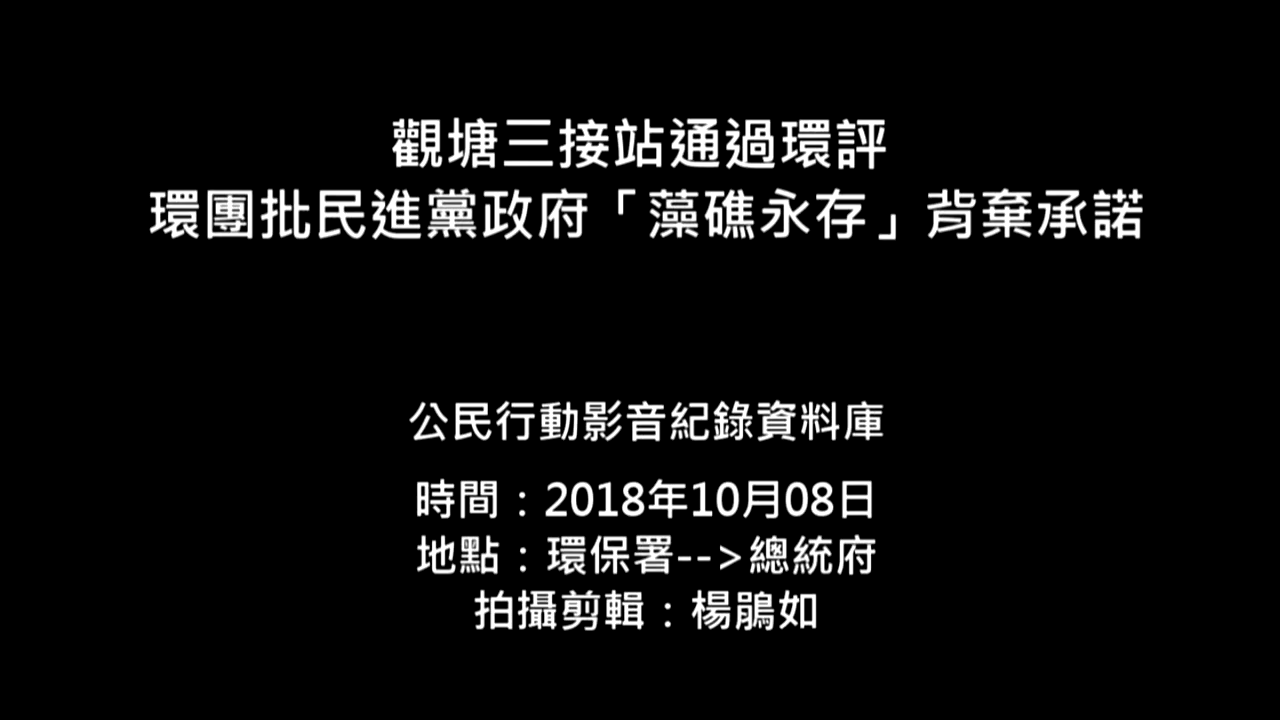 觀塘三接站通過環評
環團批民進黨政府「藻礁永存」背棄承諾
公民行動影音紀錄資料庫
時間：2018年10月08日
地點：環保署-->總統府
拍攝剪輯：楊鵑如